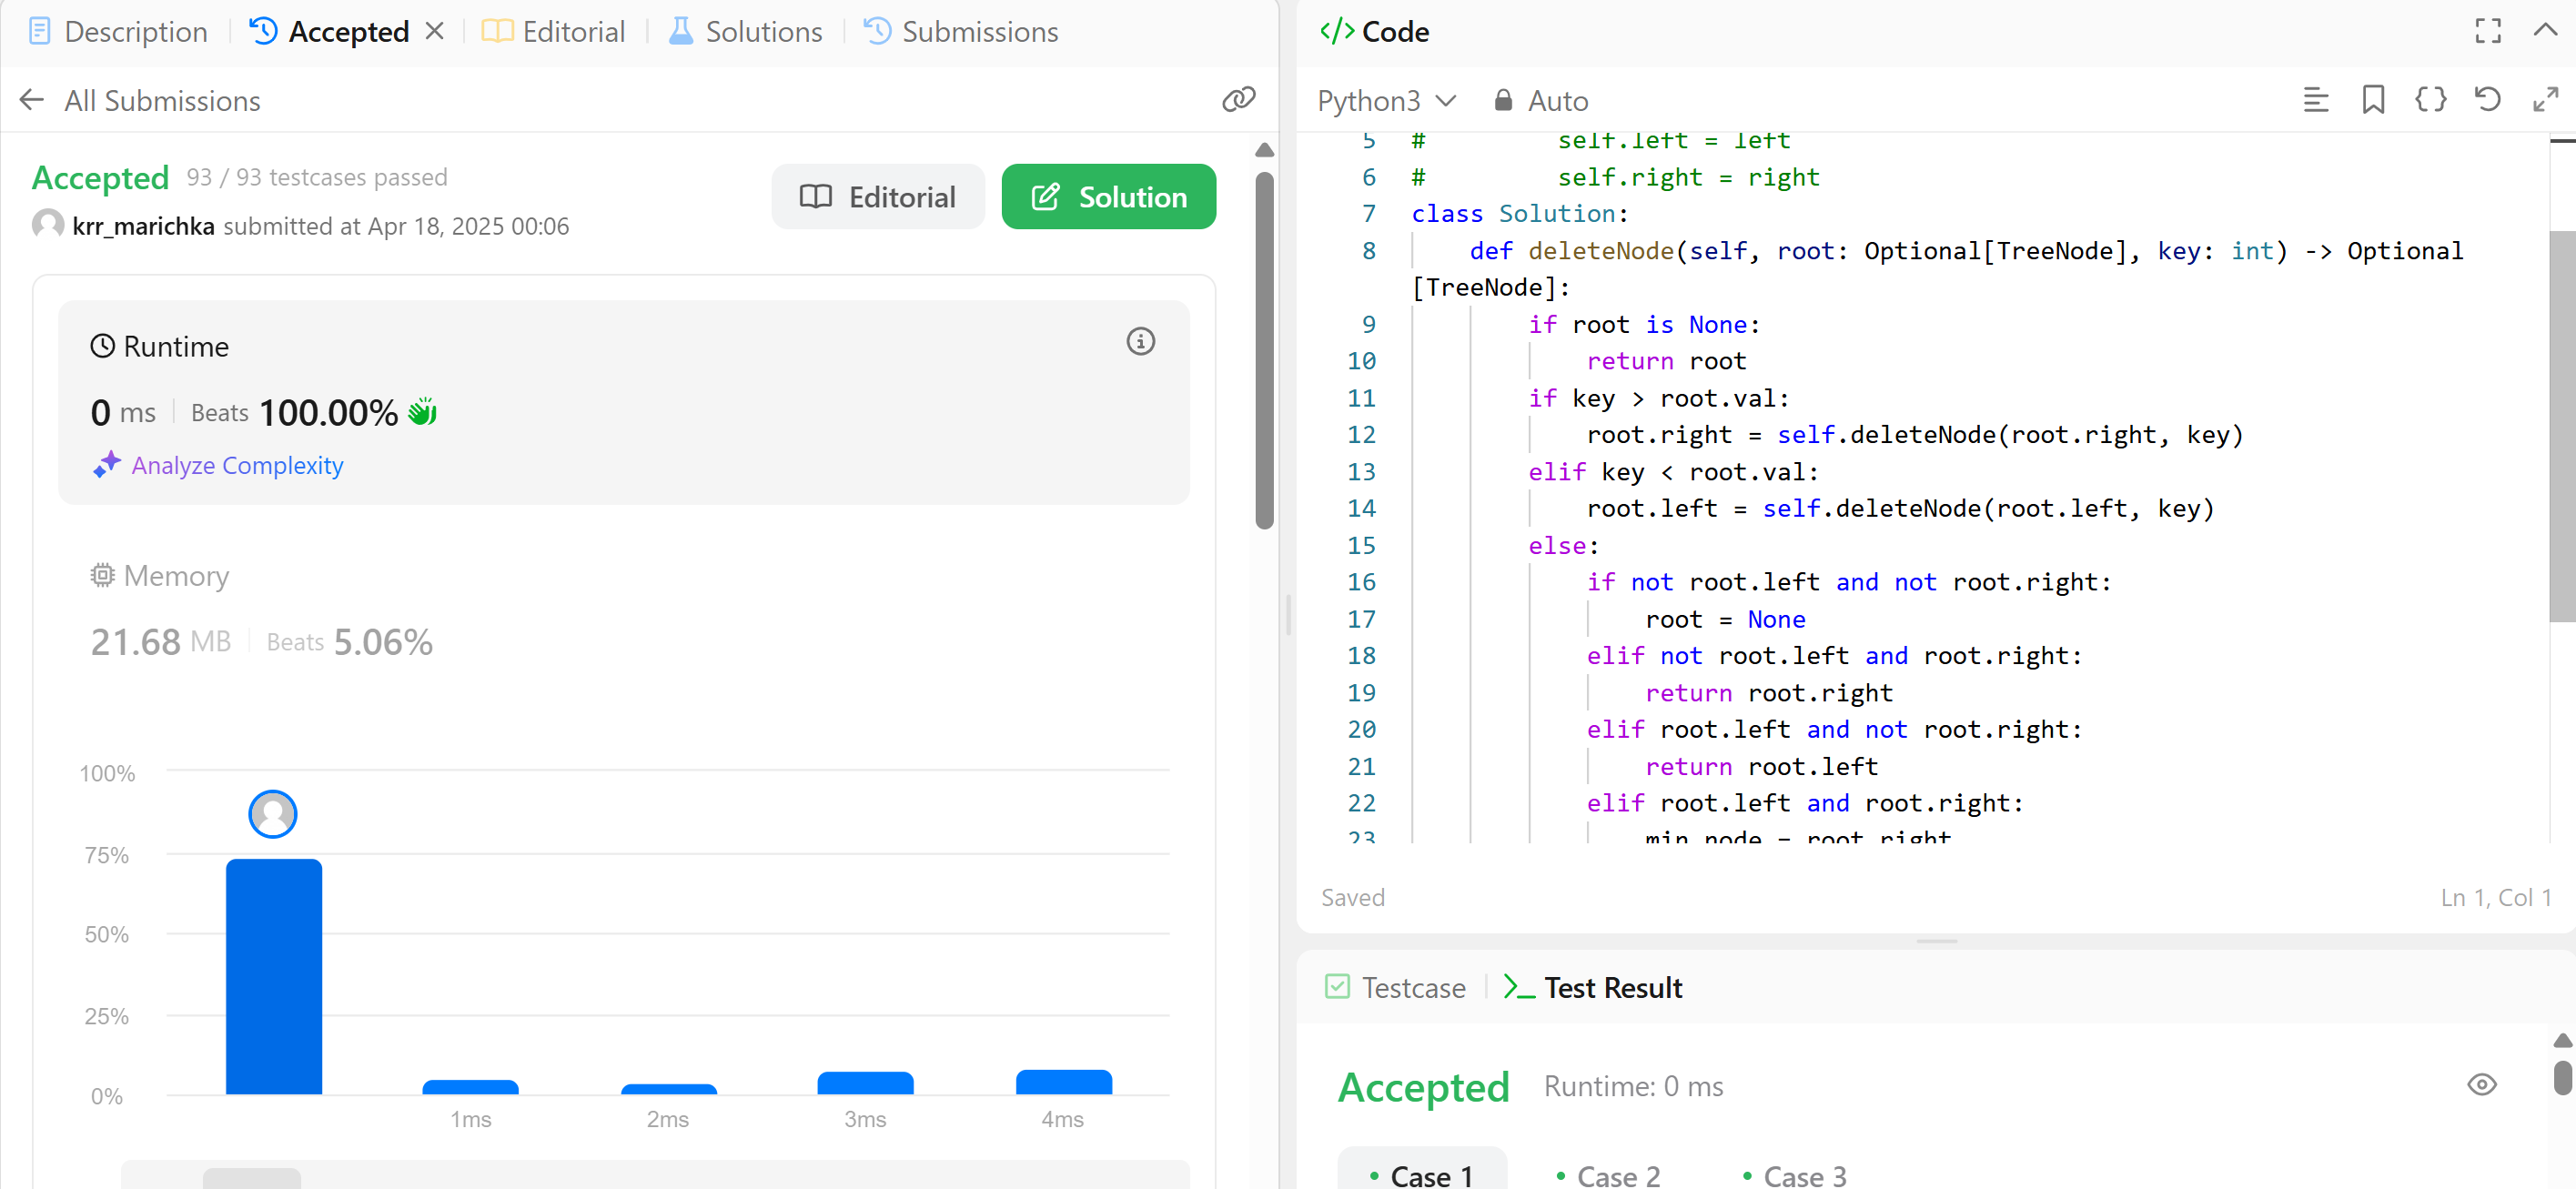 Description
Accepted
Editorial
Solutions
Submissions
All Submissions
Accepted 93 / 93 testcases passed
krr_marichka submitted at Apr 18, 2025 00:06
Editorial
Solution
Runtime
0 ms Beats 100.00%
Analyze Complexity
Memory
21.68 MB Beats 5.06%
100%
75%
50%
25%
0%
1ms 2ms 3ms 4ms
</> Code
Python3 Auto
5 #         self.left = left
6 #         self.right = right
7 class Solution:
8     def deleteNode(self, root: Optional[TreeNode], key: int) -> Optional
[TreeNode]:
9         if root is None:
10             return root
11         if key > root.val:
12             root.right = self.deleteNode(root.right, key)
13         elif key < root.val:
14             root.left = self.deleteNode(root.left, key)
15         else:
16             if not root.left and not root.right:
17                 root = None
18             elif not root.left and root.right:
19                 return root.right
20             elif root.left and not root.right:
21                 return root.left
22             elif root.left and root.right:
23                 min_node = root.right
Saved
Ln 1, Col 1
Testcase
Test Result
Accepted Runtime: 0 ms
Case 1
Case 2
Case 3